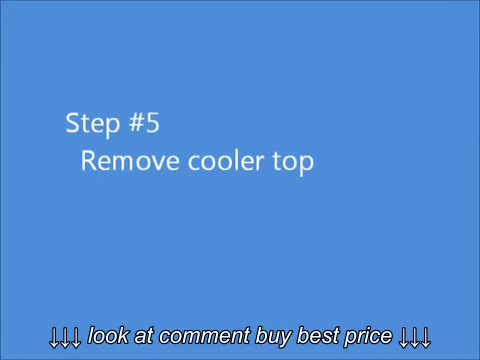 Step #5
Remove cooler top
↓↓↓ look at comment buy best price ↓↓↓